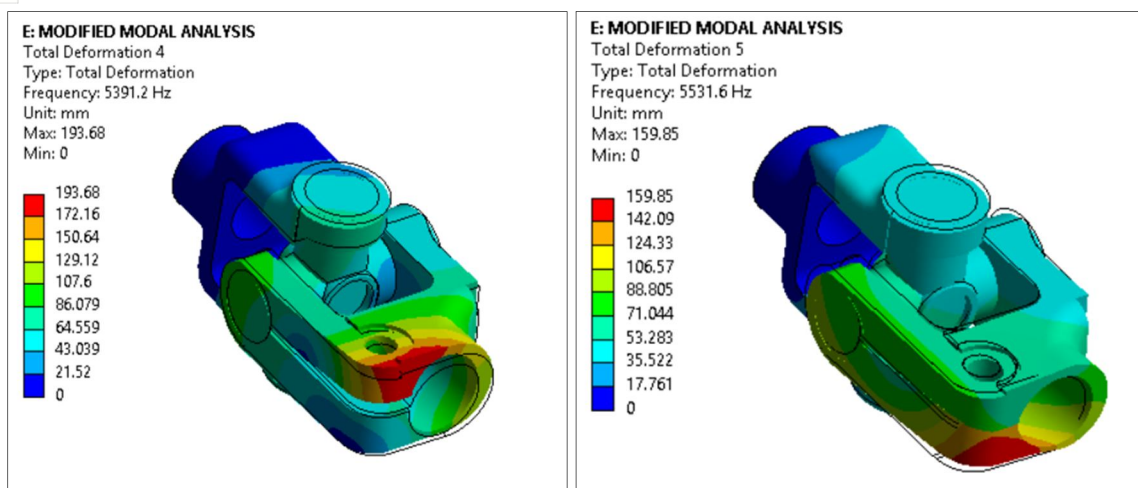 E: MODIFIED MODAL ANALYSIS
Total Deformation 4
Type: Total Deformation
Frequency: 5391.2 Hz
Unit: mm
Max: 193.68
Min: 0
193.68
172.16
150.64
129.12
107.6
86.079
64.559
43.039
21.52
0
E: MODIFIED MODAL ANALYSIS
Total Deformation 5
Type: Total Deformation
Frequency: 5531.6 Hz
Unit: mm
Max: 159.85
Min: 0
159.85
142.09
124.33
106.57
88.805
71.044
53.283
35.522
17.761
0